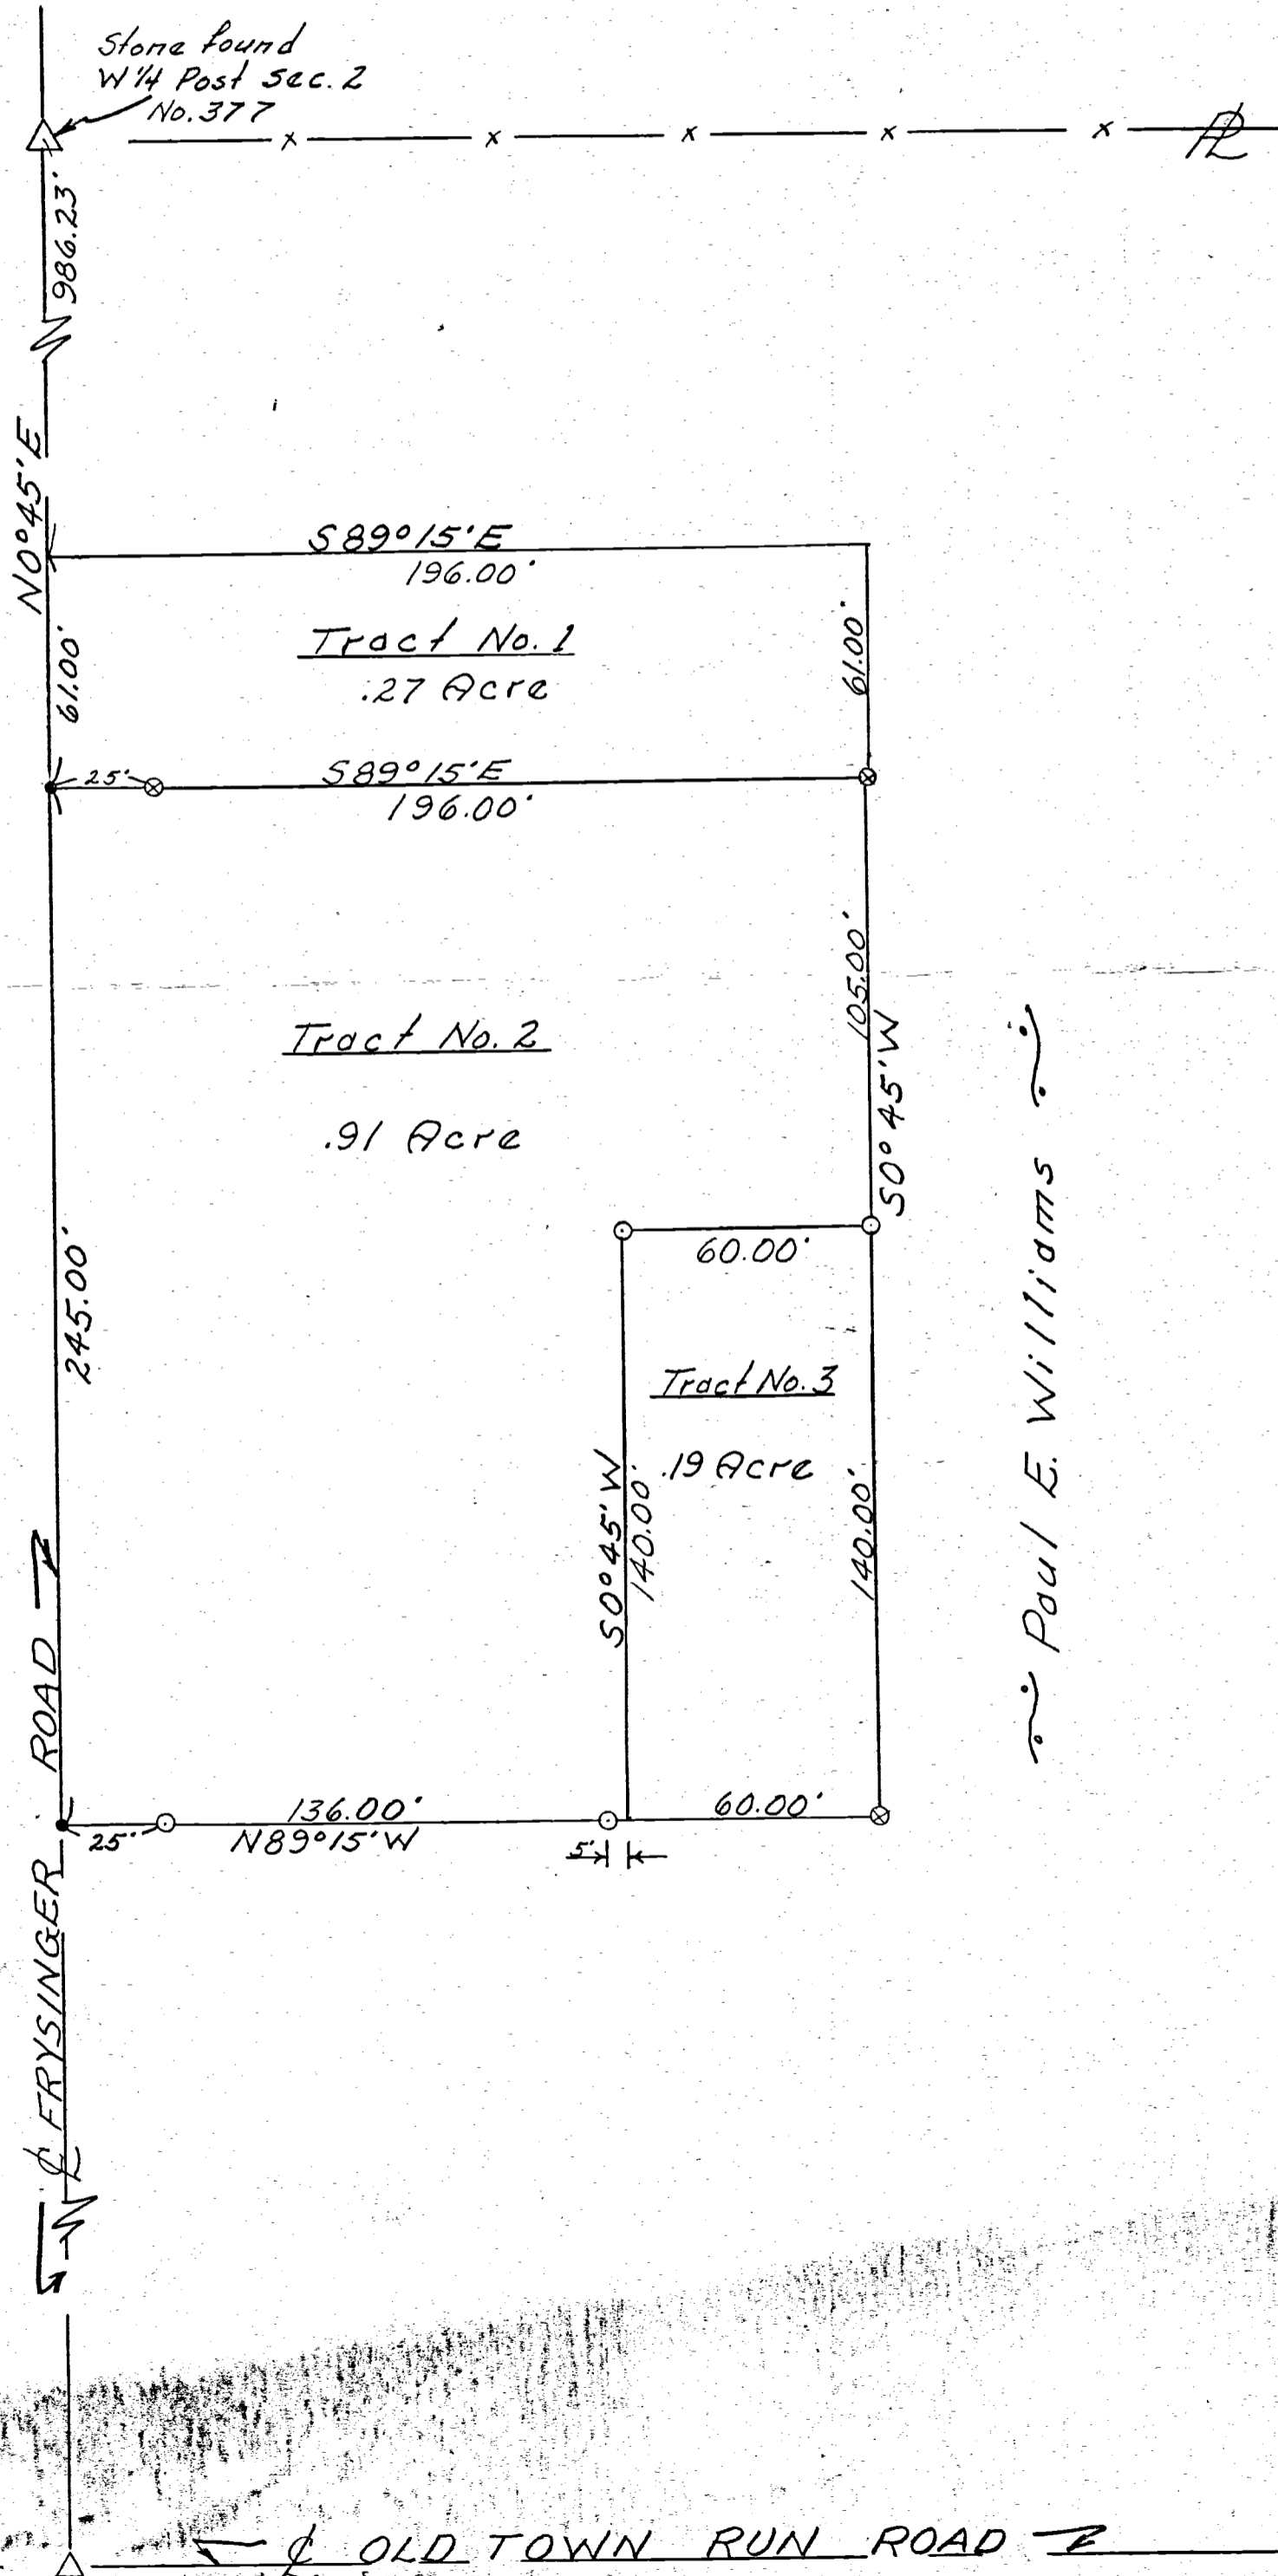 Stone found
W 1/4 Post Sec. 2
No. 377
x x x x x PL
986.23'
N0°45'E
S89°15'E
196.00'
Tract No. 1
.27 Acre
61.00'
61.00'
25'
S89°15'E
196.00'
105.00'
S0°45'W
Tract No. 2
.91 Acre
245.00'
60.00'
Tract No. 3
.19 Acre
S0°45'W
140.00'
140.00'
Paul E. Williams
136.00'
60.00'
25'
N89°15'W
5'
℄ FRYSINGER ROAD
℄ OLD TOWN RUN ROAD